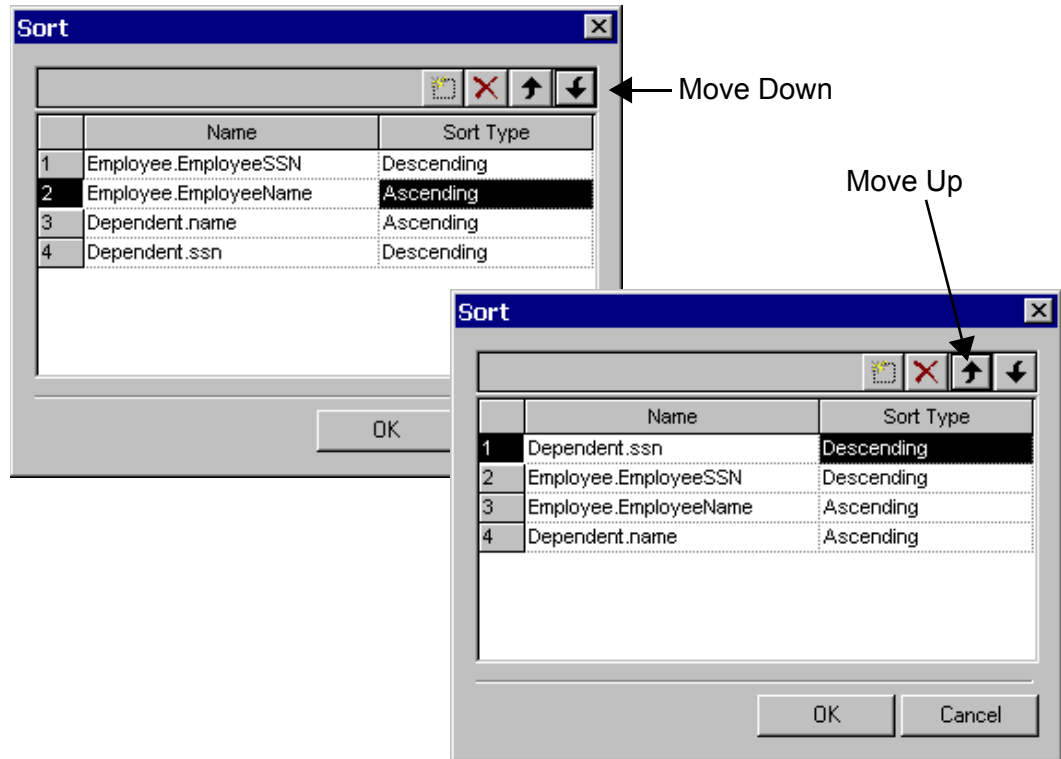 Sort
Move Down
Name Sort Type
1 Employee.EmployeeSSN Descending
2 Employee.EmployeeName Ascending
3 Dependent.name Ascending
4 Dependent.ssn Descending
OK
Move Up
Sort
Name Sort Type
1 Dependent.ssn Descending
2 Employee.EmployeeSSN Descending
3 Employee.EmployeeName Ascending
4 Dependent.name Ascending
OK Cancel